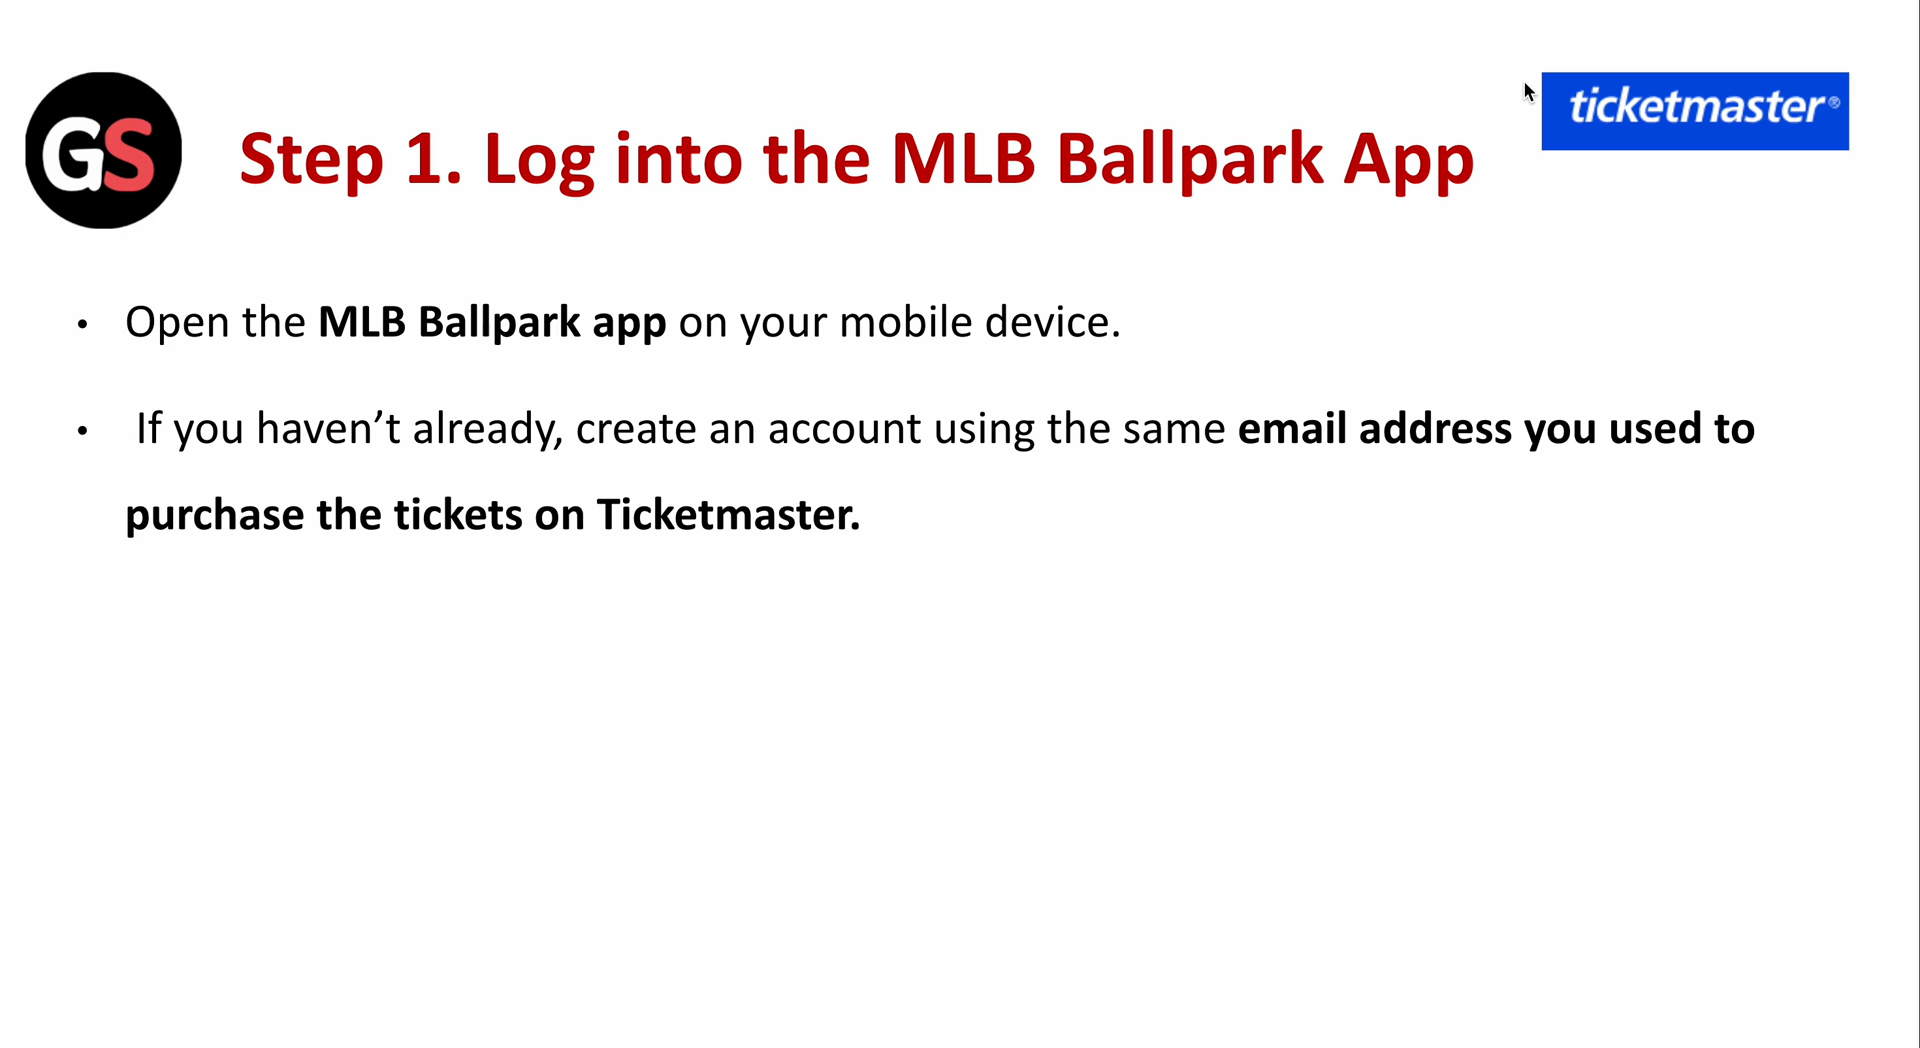 GS
ticketmaster®
Step 1. Log into the MLB Ballpark App
• Open the MLB Ballpark app on your mobile device.
• If you haven’t already, create an account using the same email address you used to
purchase the tickets on Ticketmaster.